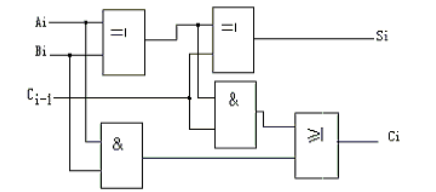 Ai
=1
=1
Si
Bi
Ci-1
&
≥1
Ci
&